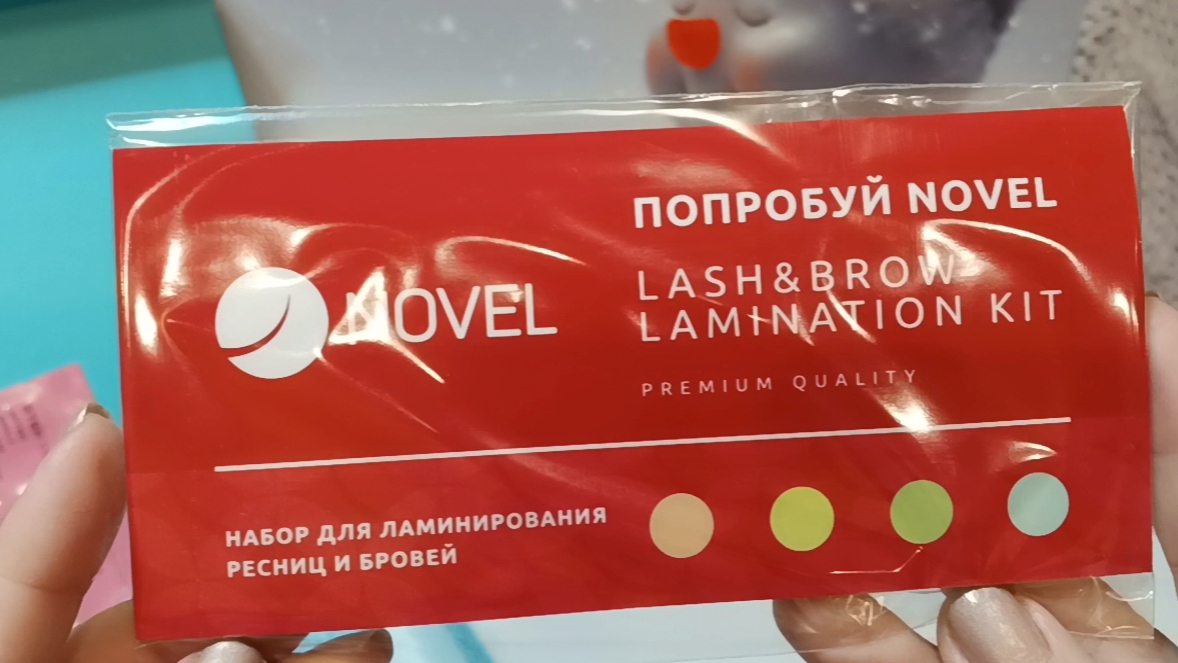 NOVEL
ПОПРОБУЙ NOVEL
LASH&BROW
LAMINATION KIT
PREMIUM QUALITY
НАБОР ДЛЯ ЛАМИНИРОВАНИЯ
РЕСНИЦ И БРОВЕЙ